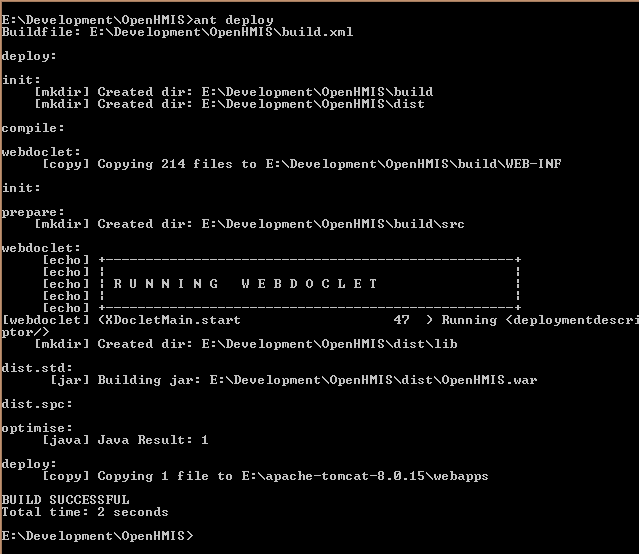 E:\Development\OpenHMIS>ant deploy
Buildfile: E:\Development\OpenHMIS\build.xml
deploy:
init:
[mkdir] Created dir: E:\Development\OpenHMIS\build
[mkdir] Created dir: E:\Development\OpenHMIS\dist
compile:
webdoclet:
[copy] Copying 214 files to E:\Development\OpenHMIS\build\WEB-INF
init:
prepare:
[mkdir] Created dir: E:\Development\OpenHMIS\build\src
webdoclet:
[echo] +---------------------------------------------------+
[echo] ¦                                                   ¦
[echo] ¦ R U N N I N G   W E B D O C L E T                 ¦
[echo] ¦                                                   ¦
[echo] +---------------------------------------------------+
[webdoclet] (XDocletMain.start                   47  ) Running <deploymentdescri
ptor/>
[mkdir] Created dir: E:\Development\OpenHMIS\dist\lib
dist.std:
[jar] Building jar: E:\Development\OpenHMIS\dist\OpenHMIS.war
dist.spc:
optimise:
[java] Java Result: 1
deploy:
[copy] Copying 1 file to E:\apache-tomcat-8.0.15\webapps
BUILD SUCCESSFUL
Total time: 2 seconds
E:\Development\OpenHMIS>